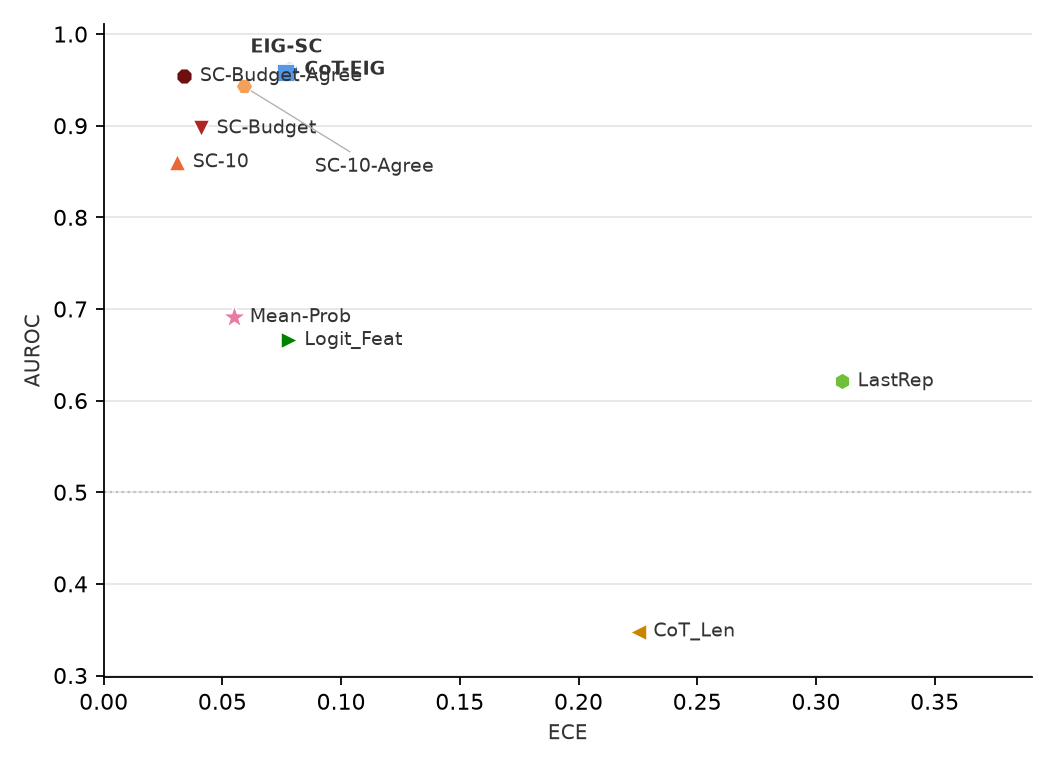 1.0
EIG-SC
CoT-EIG
SC-Budget-Agree
0.9
SC-Budget
SC-10
SC-10-Agree
0.8
0.7
Mean-Prob
Logit_Feat
AUROC
LastRep
0.6
0.5
0.4
CoT_Len
0.3
0.00 0.05 0.10 0.15 0.20 0.25 0.30 0.35
ECE